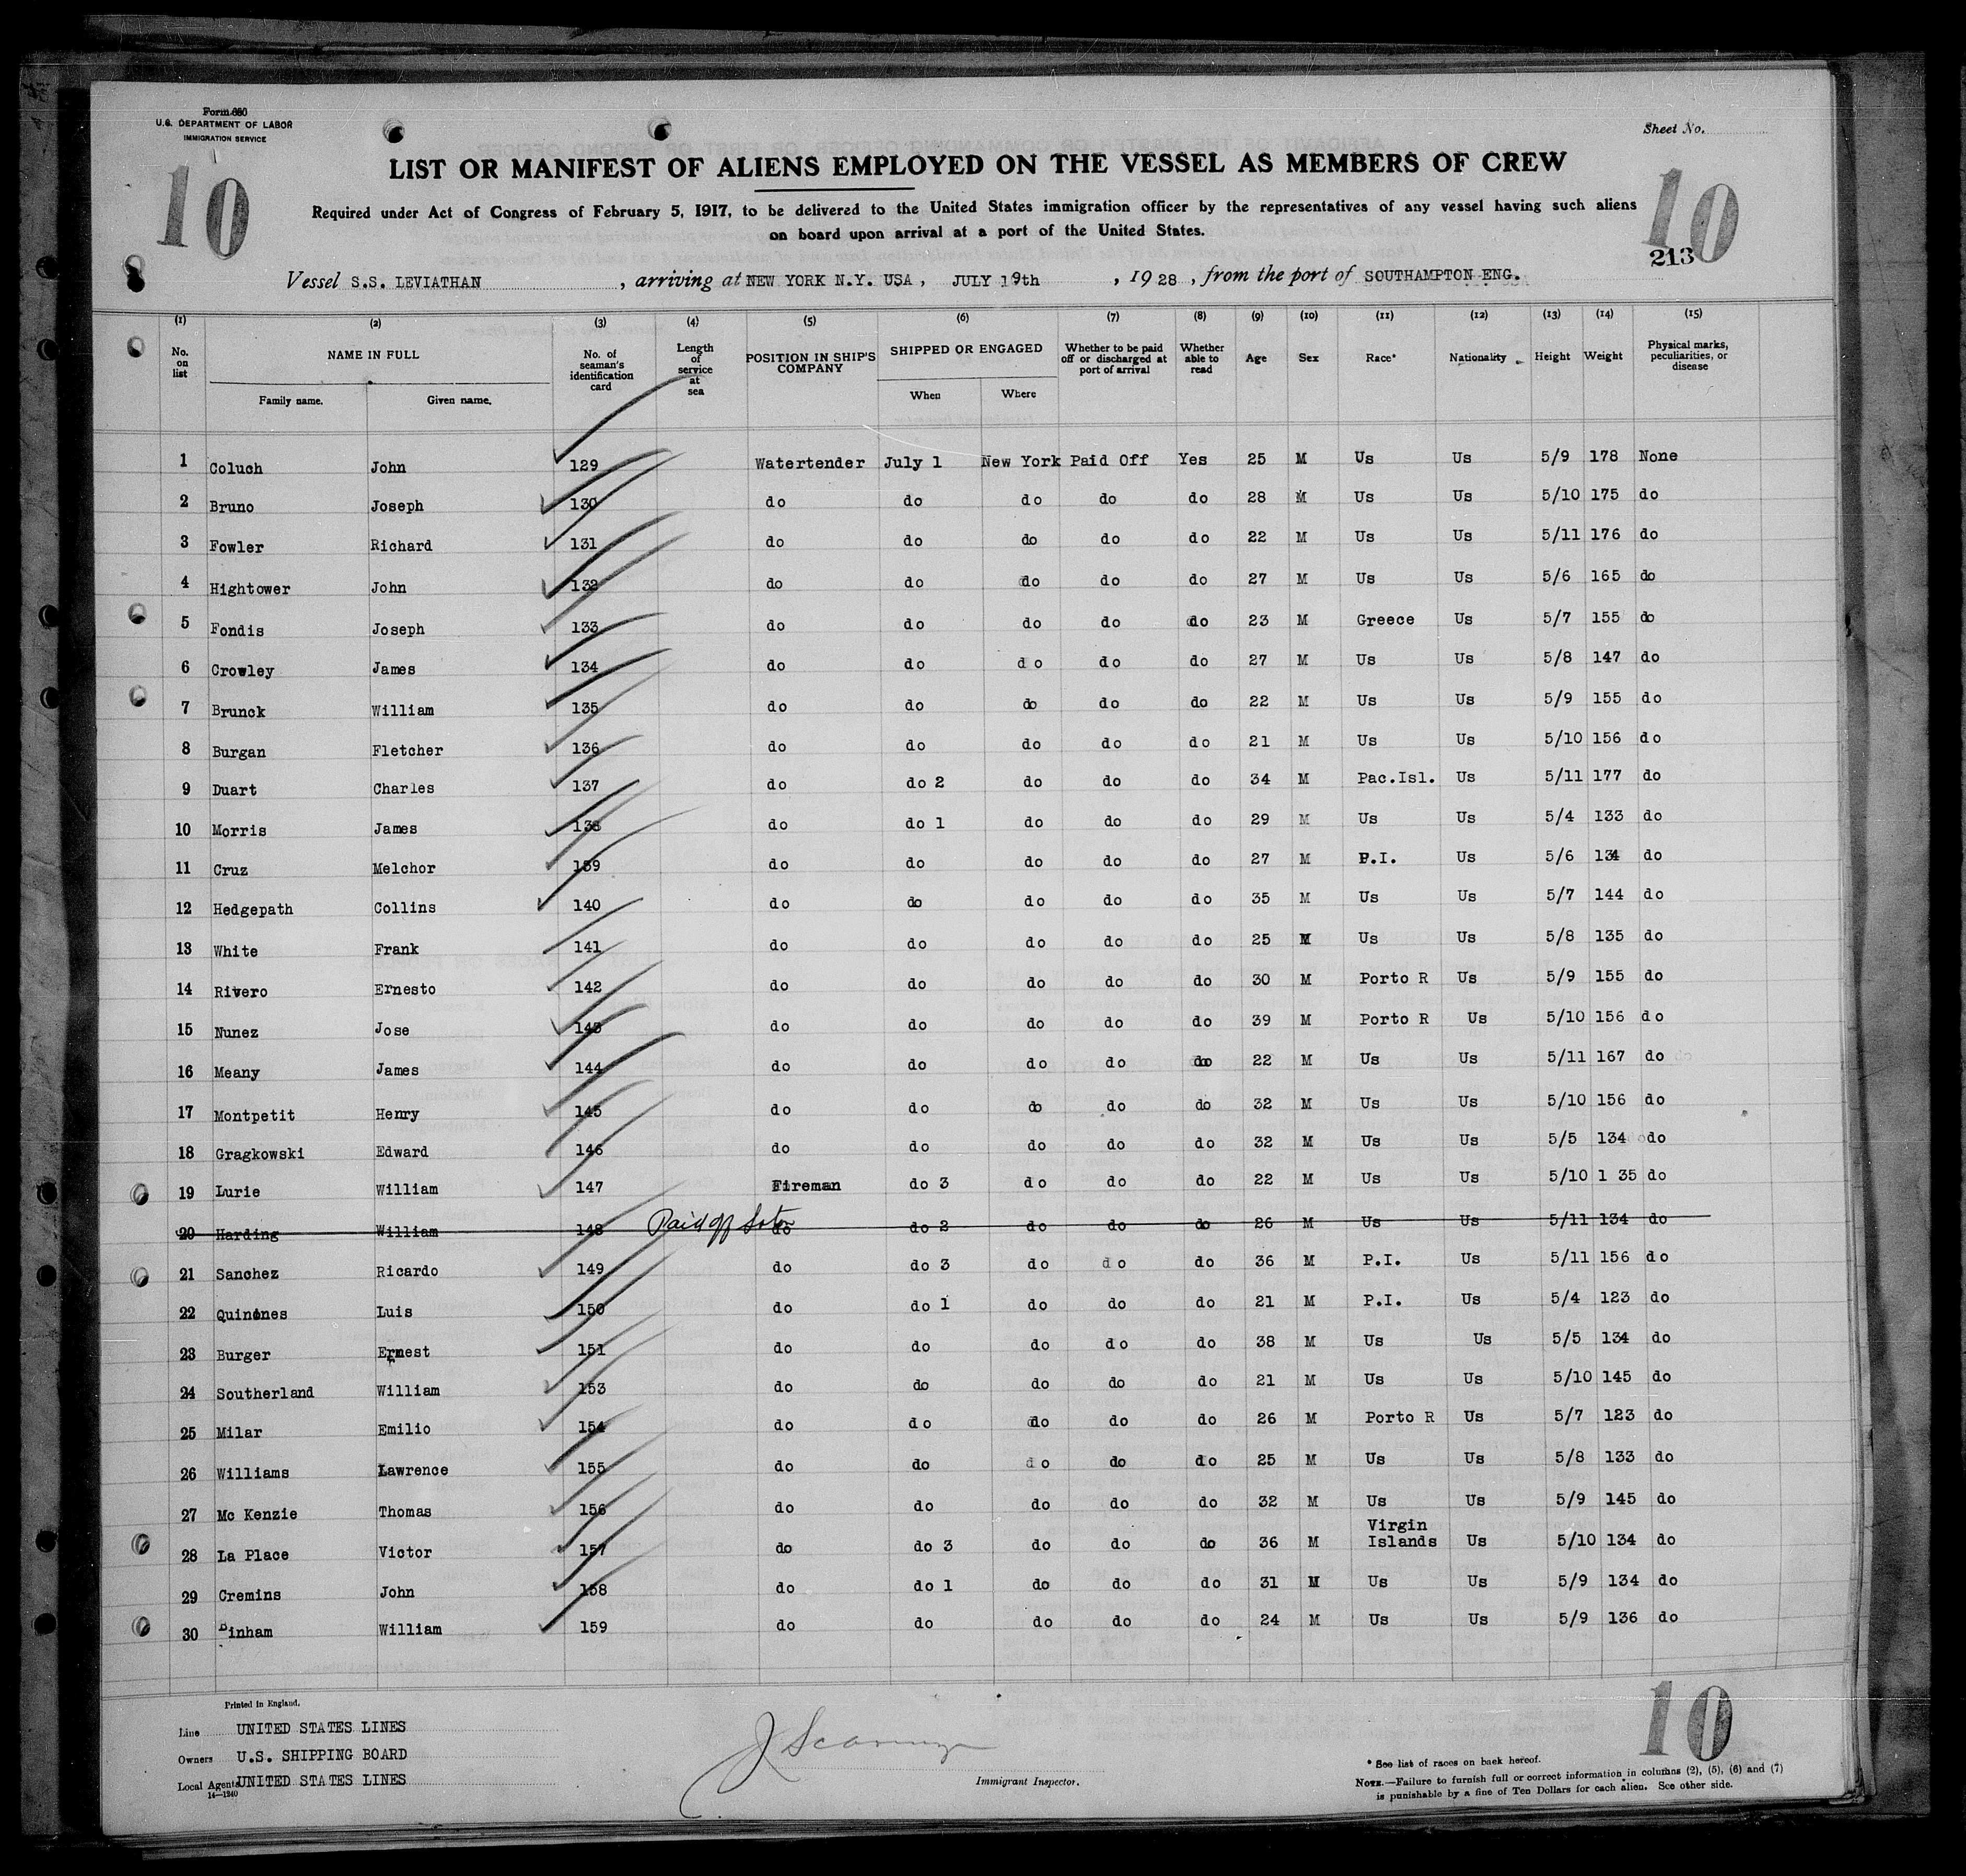 Form 680
U.S. DEPARTMENT OF LABOR
IMMIGRATION SERVICE
Sheet No.
10
10
LIST OR MANIFEST OF ALIENS EMPLOYED ON THE VESSEL AS MEMBERS OF CREW
Required under Act of Congress of February 5, 1917, to be delivered to the United States immigration officer by the representatives of any vessel having such aliens
on board upon arrival at a port of the United States.
213
Vessel S.S. LEVIATHAN , arriving at NEW YORK N.Y. USA, JULY 19th , 1928, from the port of SOUTHAMPTON ENG.
(1) (2) (3) (4) (5) (6) (7) (8) (9) (10) (11) (12) (13) (14) (15)
No. on list NAME IN FULL Family name. Given name. No. of seaman's identification card Length of service at sea POSITION IN SHIP'S COMPANY SHIPPED OR ENGAGED When Where Whether to be paid off or discharged at port of arrival Whether able to read Age Sex Race* Nationality Height Weight Physical marks, peculiarities, or disease
1 Coluch John 129 Watertender July 1 New York Paid Off Yes 25 M Us Us 5/9 178 None
2 Bruno Joseph 130 do do do do do 28 M Us Us 5/10 175 do
3 Fowler Richard 131 do do do do do 22 M Us Us 5/11 176 do
4 Hightower John 132 do do do do do 27 M Us Us 5/6 165 do
5 Fondis Joseph 133 do do do do do 23 M Greece Us 5/7 155 do
6 Crowley James 134 do do do do do 27 M Us Us 5/8 147 do
7 Brunck William 135 do do do do do 22 M Us Us 5/9 155 do
8 Burgan Fletcher 136 do do do do do 21 M Us Us 5/10 156 do
9 Duart Charles 137 do do 2 do do do 34 M Pac.Isl. Us 5/11 177 do
10 Morris James 138 do do 1 do do do 29 M Us Us 5/4 133 do
11 Cruz Melchor 139 do do do do do 27 M P.I. Us 5/6 134 do
12 Hedgepath Collins 140 do do do do do 35 M Us Us 5/7 144 do
13 White Frank 141 do do do do do 25 M Us Us 5/8 135 do
14 Rivero Ernesto 142 do do do do do 30 M Porto R Us 5/9 155 do
15 Nunez Jose 143 do do do do do 39 M Porto R Us 5/10 156 do
16 Meany James 144 do do do do do 22 M Us Us 5/11 167 do
17 Montpetit Henry 145 do do do do do 32 M Us Us 5/10 156 do
18 Gragkowski Edward 146 do do do do do 32 M Us Us 5/5 134 do
19 Lurie William 147 Fireman do 3 do do do 22 M Us Us 5/10 1 35 do
20 Harding William 148 Paid off Soton do do 2 do do do 26 M Us Us 5/11 134 do
21 Sanchez Ricardo 149 do do 3 do do do 36 M P.I. Us 5/11 156 do
22 Quinones Luis 150 do do 1 do do do 21 M P.I. Us 5/4 123 do
23 Burger Ernest 151 do do do do do 38 M Us Us 5/5 134 do
24 Southerland William 153 do do do do do 21 M Us Us 5/10 145 do
25 Milar Emilio 154 do do do do do 26 M Porto R Us 5/7 123 do
26 Williams Lawrence 155 do do do do do 25 M Us Us 5/8 133 do
27 Mc Kenzie Thomas 156 do do do do do 32 M Us Us 5/9 145 do
28 La Place Victor 157 do do 3 do do do 36 M Virgin Islands Us 5/10 134 do
29 Cremins John 158 do do 1 do do do 31 M Us Us 5/9 134 do
30 Binham William 159 do do do do do 24 M Us Us 5/9 136 do
Printed in England.
Line UNITED STATES LINES
Owners U.S. SHIPPING BOARD
Local Agents UNITED STATES LINES
14—1240
Immigrant Inspector.
10
* See list of races on back hereof.
NOTE.—Failure to furnish full or correct information in columns (2), (5), (6) and (7)
is punishable by a fine of Ten Dollars for each alien. See other side.